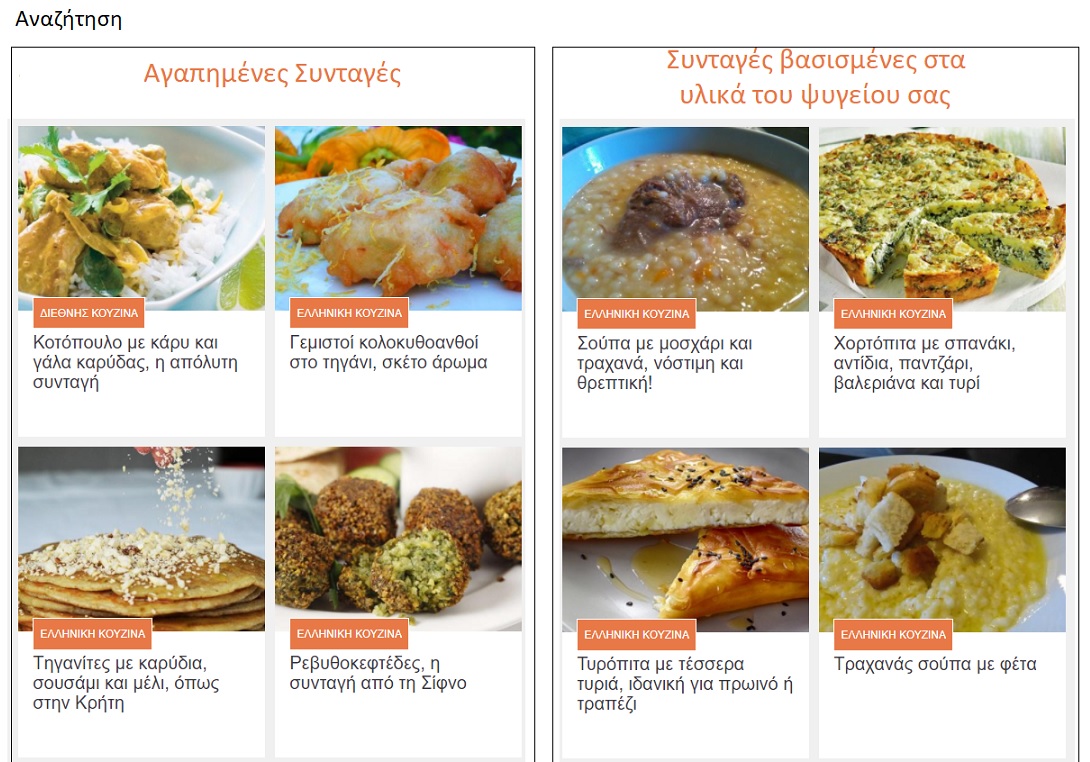 Αναζήτηση
Αγαπημένες Συνταγές
ΔΙΕΘΝΗΣ ΚΟΥΖΙΝΑ
Κοτόπουλο με κάρυ και
γάλα καρύδας, η απόλυτη
συνταγή
ΕΛΛΗΝΙΚΗ ΚΟΥΖΙΝΑ
Γεμιστοί κολοκυθοανθοί
στο τηγάνι, σκέτο άρωμα
ΕΛΛΗΝΙΚΗ ΚΟΥΖΙΝΑ
Τηγανίτες με καρύδια,
σουσάμι και μέλι, όπως
στην Κρήτη
ΕΛΛΗΝΙΚΗ ΚΟΥΖΙΝΑ
Ρεβυθοκεφτέδες, η
συνταγή από τη Σίφνο
Συνταγές βασισμένες στα
υλικά του ψυγείου σας
ΕΛΛΗΝΙΚΗ ΚΟΥΖΙΝΑ
Σούπα με μοσχάρι και
τραχανά, νόστιμη και
θρεπτική!
ΕΛΛΗΝΙΚΗ ΚΟΥΖΙΝΑ
Χορτόπιτα με σπανάκι,
αντίδια, παντζάρι,
βαλεριάνα και τυρί
ΕΛΛΗΝΙΚΗ ΚΟΥΖΙΝΑ
Τυρόπιτα με τέσσερα
τυριά, ιδανική για πρωινό ή
τραπέζι
ΕΛΛΗΝΙΚΗ ΚΟΥΖΙΝΑ
Τραχανάς σούπα με φέτα